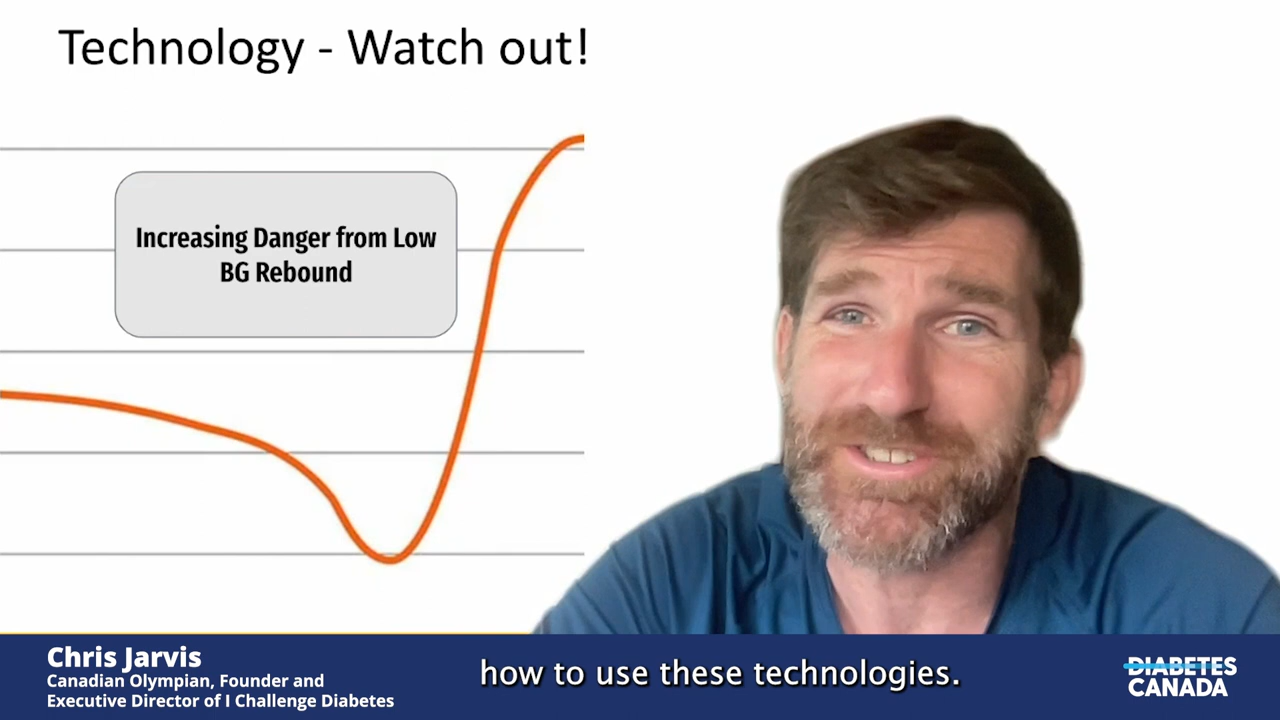 Technology - Watch out!
Increasing Danger from Low
BG Rebound
Chris Jarvis
Canadian Olympian, Founder and
Executive Director of I Challenge Diabetes
how to use these technologies.
DIABETES
CANADA